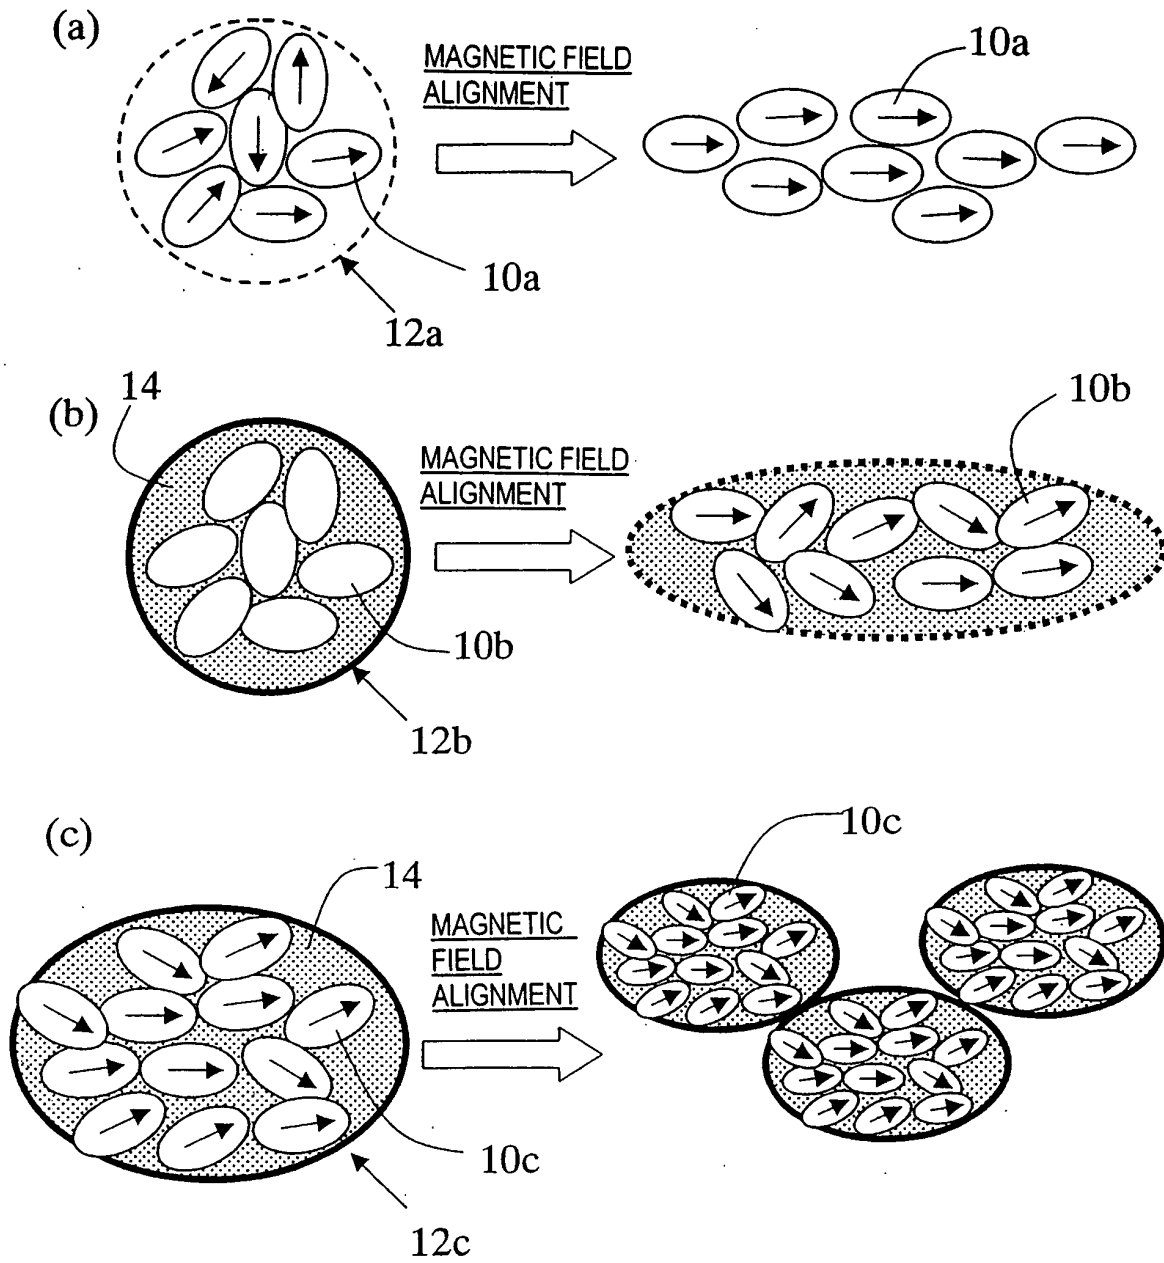 (a)
MAGNETIC FIELD
ALIGNMENT
10a
10a
12a
(b)
14
MAGNETIC FIELD
ALIGNMENT
10b
10b
12b
(c)
14
MAGNETIC
FIELD
ALIGNMENT
10c
10c
12c